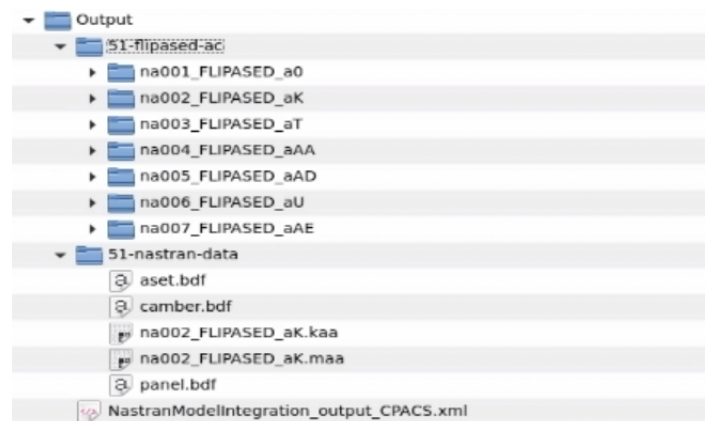 Output
51-flipased-ac
na001_FLIPASED_a0
na002_FLIPASED_aK
na003_FLIPASED_aT
na004_FLIPASED_aAA
na005_FLIPASED_aAD
na006_FLIPASED_aU
na007_FLIPASED_aAE
51-nastran-data
aset.bdf
camber.bdf
na002_FLIPASED_aK.kaa
na002_FLIPASED_aK.maa
panel.bdf
NastranModelIntegration_output_CPACS.xml